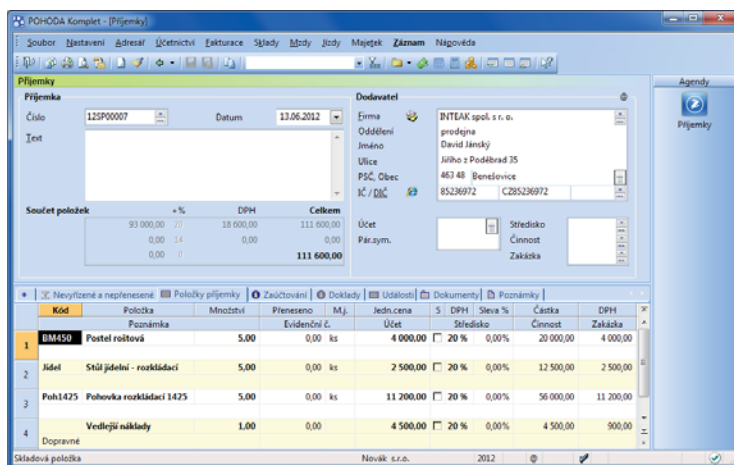 POHODA Komplet - [Příjemky]
Soubor Nastavení Adresář Účetnictví Fakturace Sklady Mzdy Jízdy Majetek Záznam Nápověda
Příjemky
Agendy
Příjemky
Příjemka
Číslo 12SP00007 Datum 13.06.2012
Text
Součet položek +% DPH Celkem
93 000,00 20 18 600,00 111 600,00
0,00 14 0,00 0,00
0,00 0 111 600,00
Dodavatel
Firma INTEAK spol. s r. o.
Oddělení prodejna
Jméno David Jánský
Ulice Jiřího z Poděbrad 35
PSČ, Obec 463 48 Benešovice
IČ / DIČ 85236972 CZ85236972
Účet Středisko
Pár.sym. Činnost
Zakázka
Nevyřízené a nepřenesené Položky příjemky Zaúčtování Doklady Události Dokumenty Poznámky
Kód Položka Množství Přeneseno M.j. Jedn.cena S DPH Sleva % Částka DPH
Poznámka Evidenční č. Účet Středisko Činnost Zakázka
1 BM450 Postel roštová 5.00 0,00 ks 4 000,00 20 % 0,00% 20 000,00 4 000,00
2 Jídel Stůl jídelní - rozkládací 5.00 0,00 ks 2 500,00 20 % 0,00% 12 500,00 2 500,00
3 Poh1425 Pohovka rozkládací 1425 5.00 0,00 ks 11 200,00 20 % 0,00% 56 000,00 11 200,00
4 Vedlejší náklady 1.00 0,00 4 500,00 20 % 0,00% 4 500,00 900,00
Dopravné
Skladová položka Novák s.r.o. 2012 @